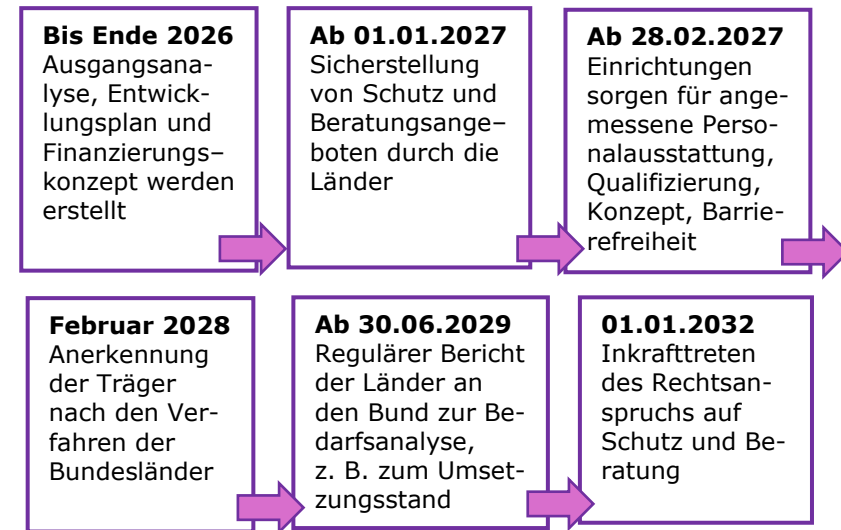 Bis Ende 2026
Ausgangsana-
lyse, Entwick-
lungsplan und
Finanzierungs–
konzept werden
erstellt
Ab 01.01.2027
Sicherstellung
von Schutz und
Beratungsange–
boten durch die
Länder
Ab 28.02.2027
Einrichtungen
sorgen für ange-
messene Perso-
nalausstattung,
Qualifizierung,
Konzept, Barrie-
refreiheit
Februar 2028
Anerkennung
der Träger
nach den Ver-
fahren der
Bundesländer
Ab 30.06.2029
Regulärer Bericht
der Länder an
den Bund zur Be-
darfsanalyse,
z. B. zum Umset-
zungsstand
01.01.2032
Inkrafttreten
des Rechtsan-
spruchs auf
Schutz und Be-
ratung